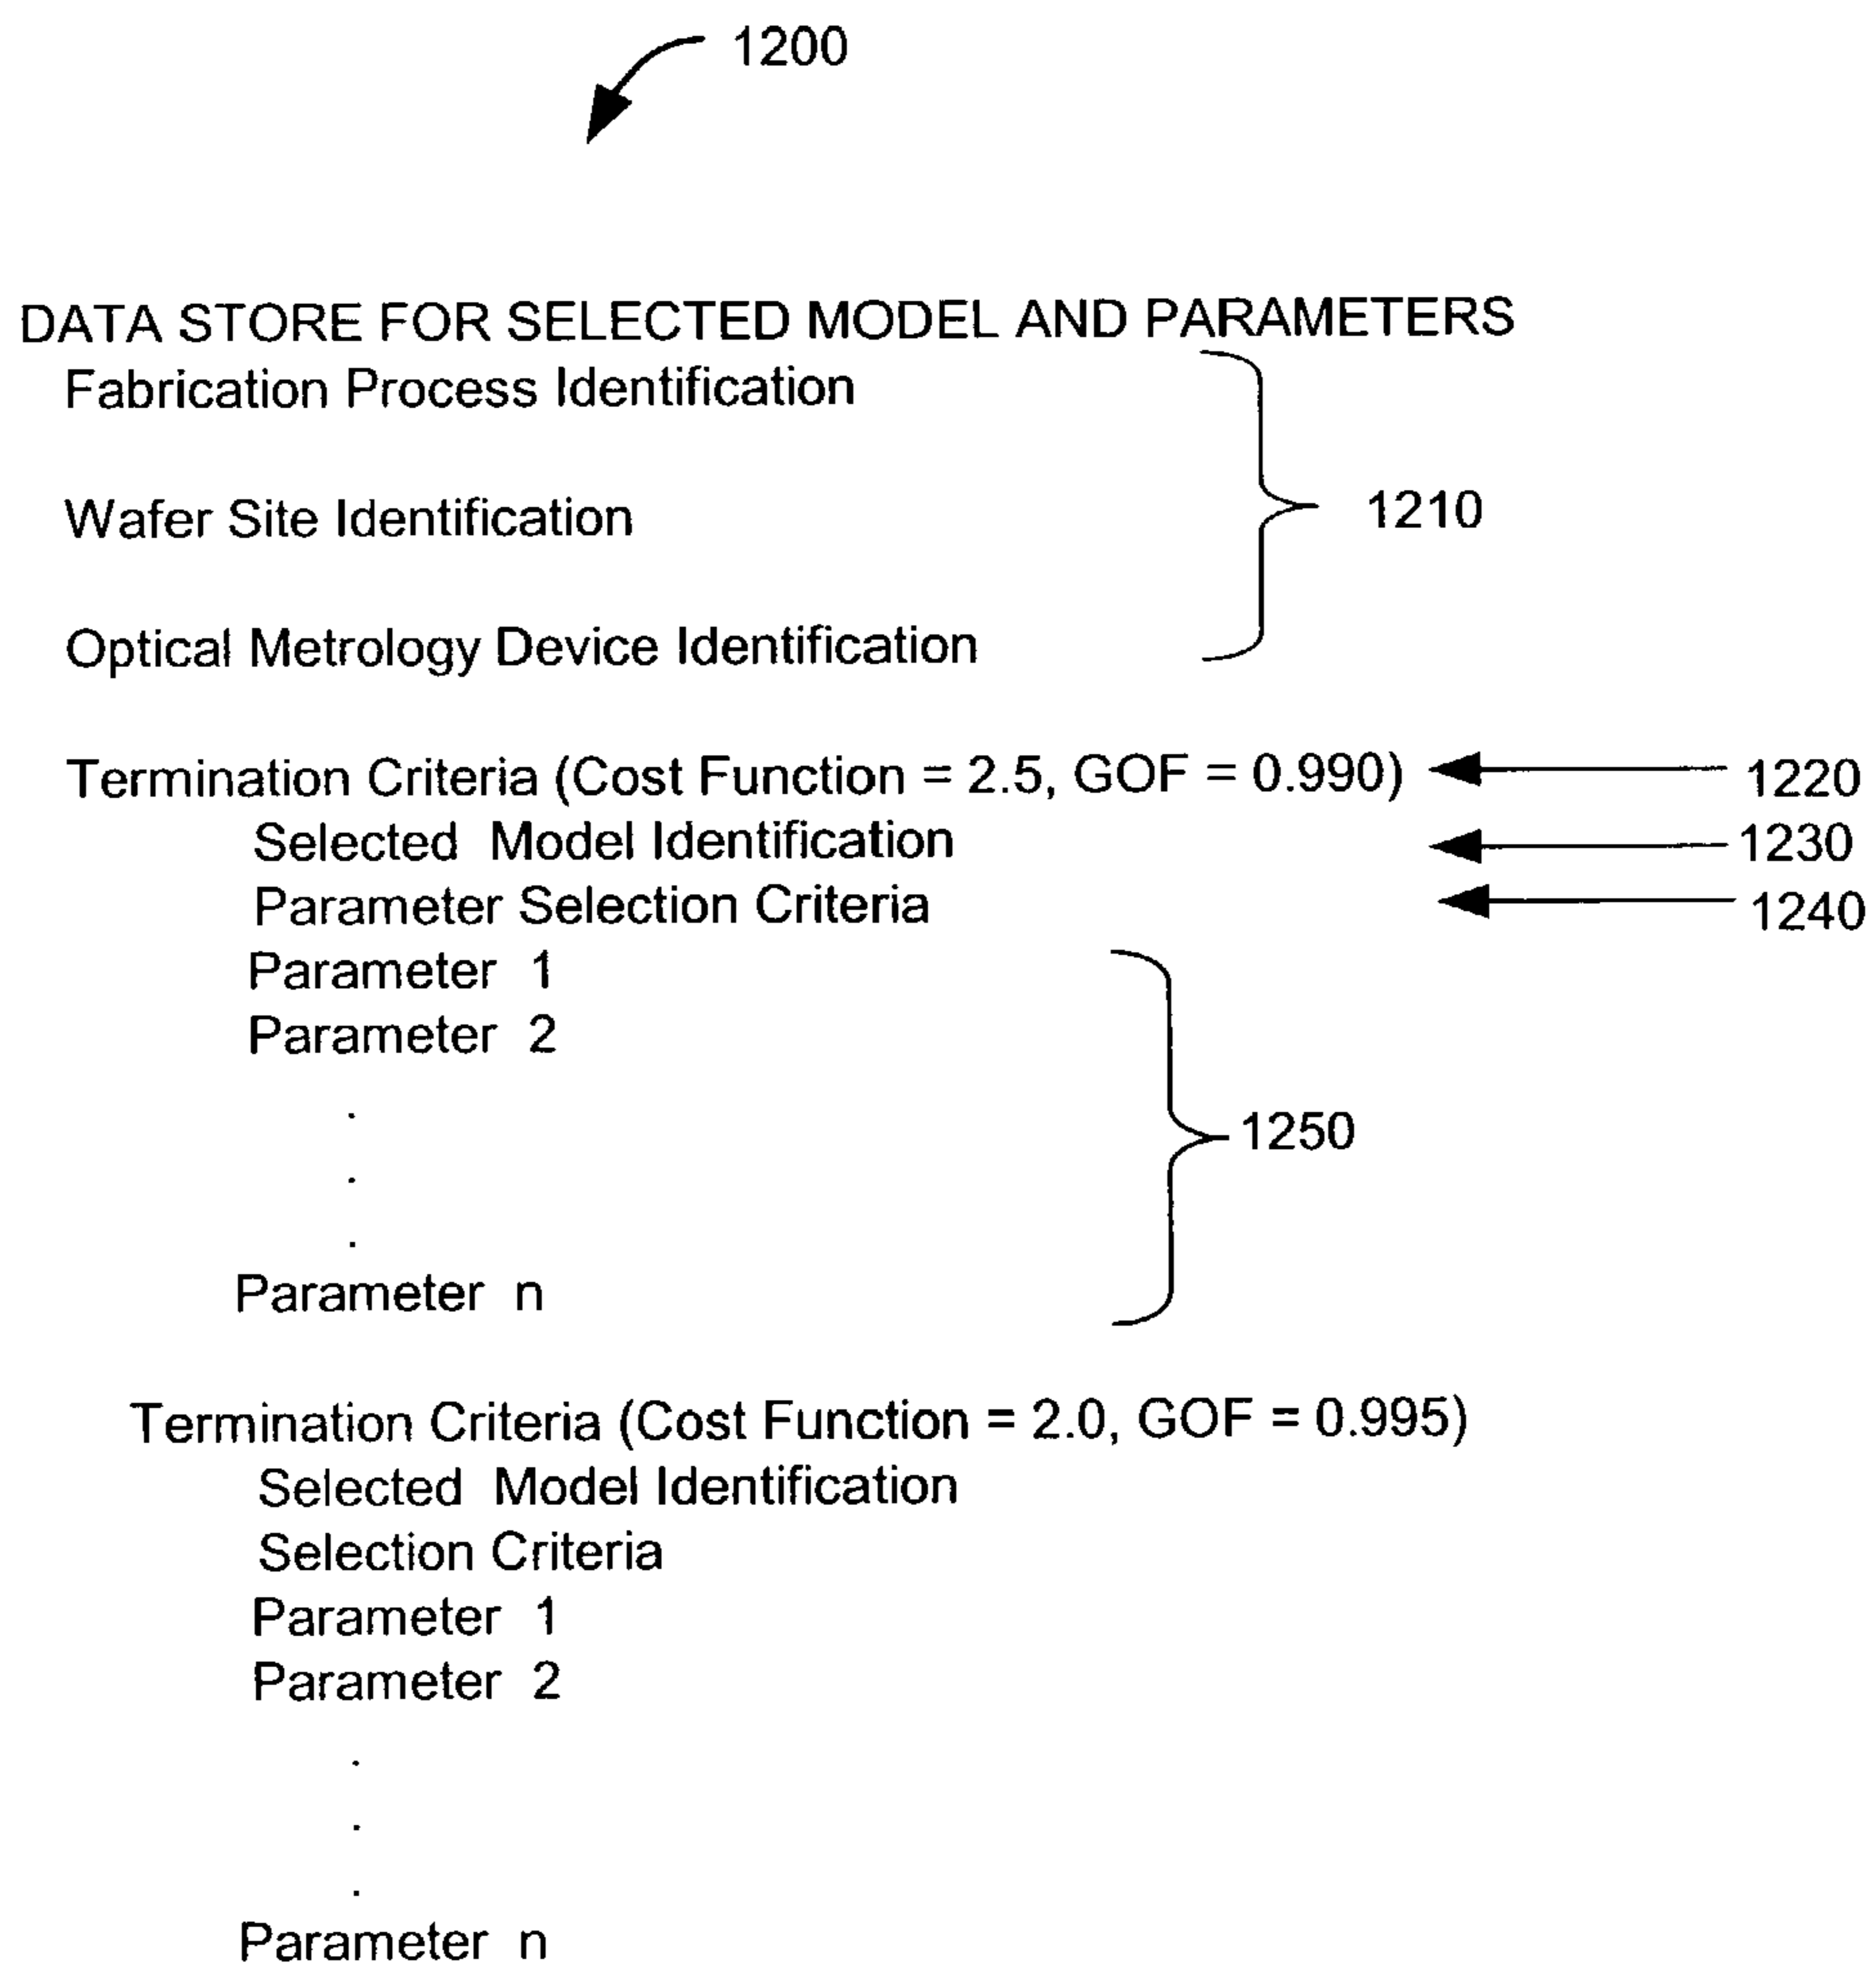 1200
DATA STORE FOR SELECTED MODEL AND PARAMETERS
Fabrication Process Identification
Wafer Site Identification
1210
Optical Metrology Device Identification
Termination Criteria (Cost Function = 2.5, GOF = 0.990)
1220
Selected Model Identification
1230
Parameter Selection Criteria
1240
Parameter 1
Parameter 2
.
1250
.
.
Parameter n
Termination Criteria (Cost Function = 2.0, GOF = 0.995)
Selected Model Identification
Selection Criteria
Parameter 1
Parameter 2
.
.
.
Parameter n